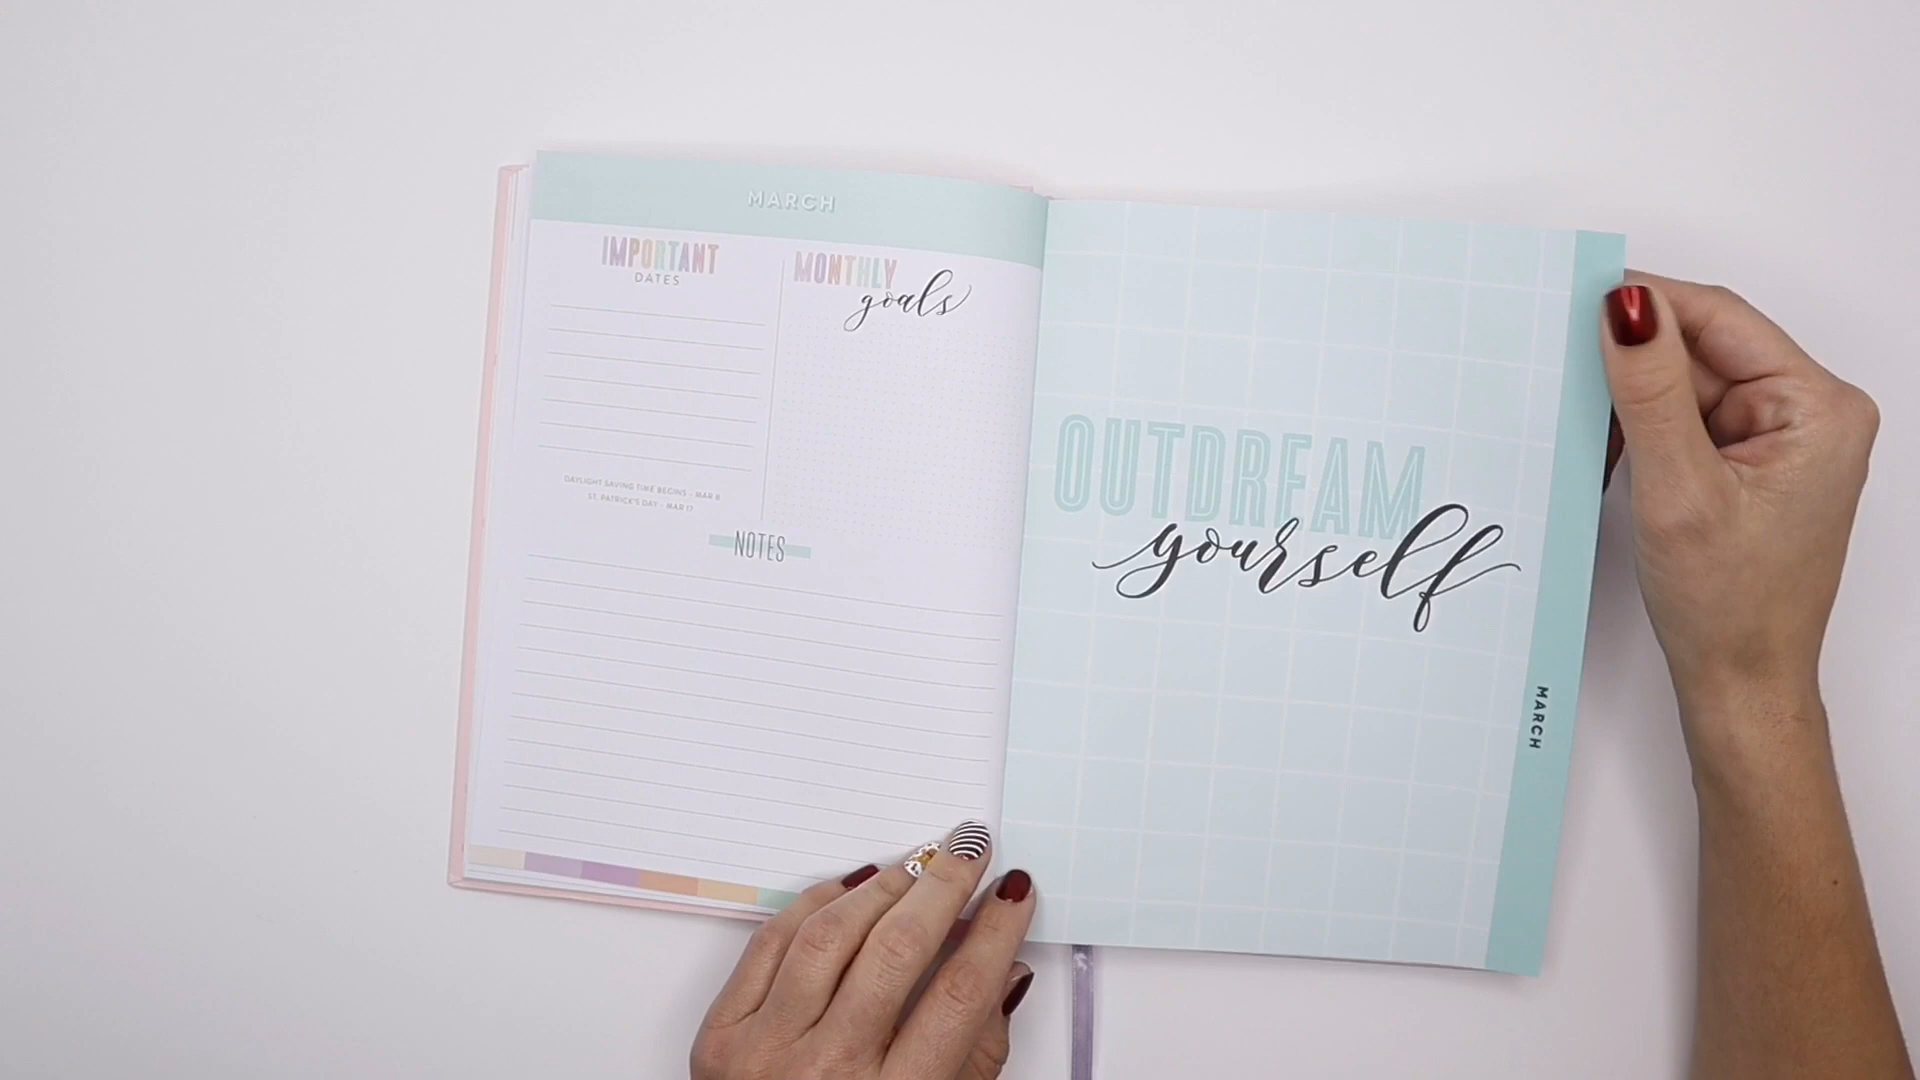 MARCH
IMPORTANT
DATES
MONTHLY
goals
DAYLIGHT SAVING TIME BEGINS - MAR 8
ST. PATRICK'S DAY - MAR 17
NOTES
OUTDREAM
yourself
MARCH